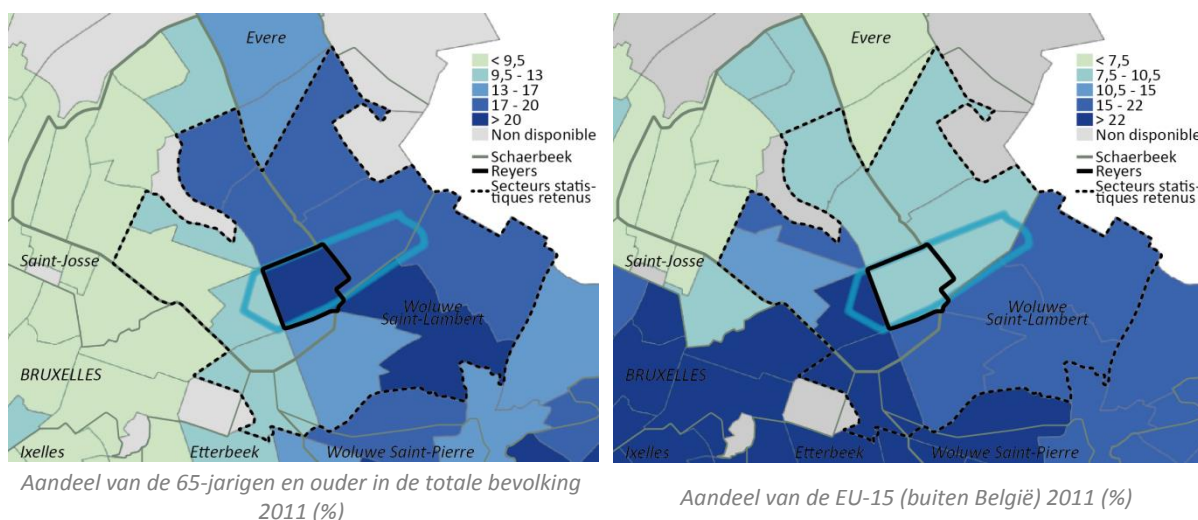 Evere
< 9,5
9,5 - 13
13 - 17
17 - 20
> 20
Non disponible
Schaerbeek
Reyers
Secteurs statis-
tiques retenus
Saint-Josse
Woluwe
Saint-Lambert
BRUXELLES
Ixelles
Etterbeek
Woluwe Saint-Pierre
Aandeel van de 65-jarigen en ouder in de totale bevolking
2011 (%)
Evere
< 7,5
7,5 - 10,5
10,5 - 15
15 - 22
> 22
Non disponible
Schaerbeek
Reyers
Secteurs statis-
tiques retenus
Saint-Josse
Woluwe
Saint-Lambert
BRUXELLES
Ixelles
Etterbeek
Woluwe Saint-Pierre
Aandeel van de EU-15 (buiten België) 2011 (%)